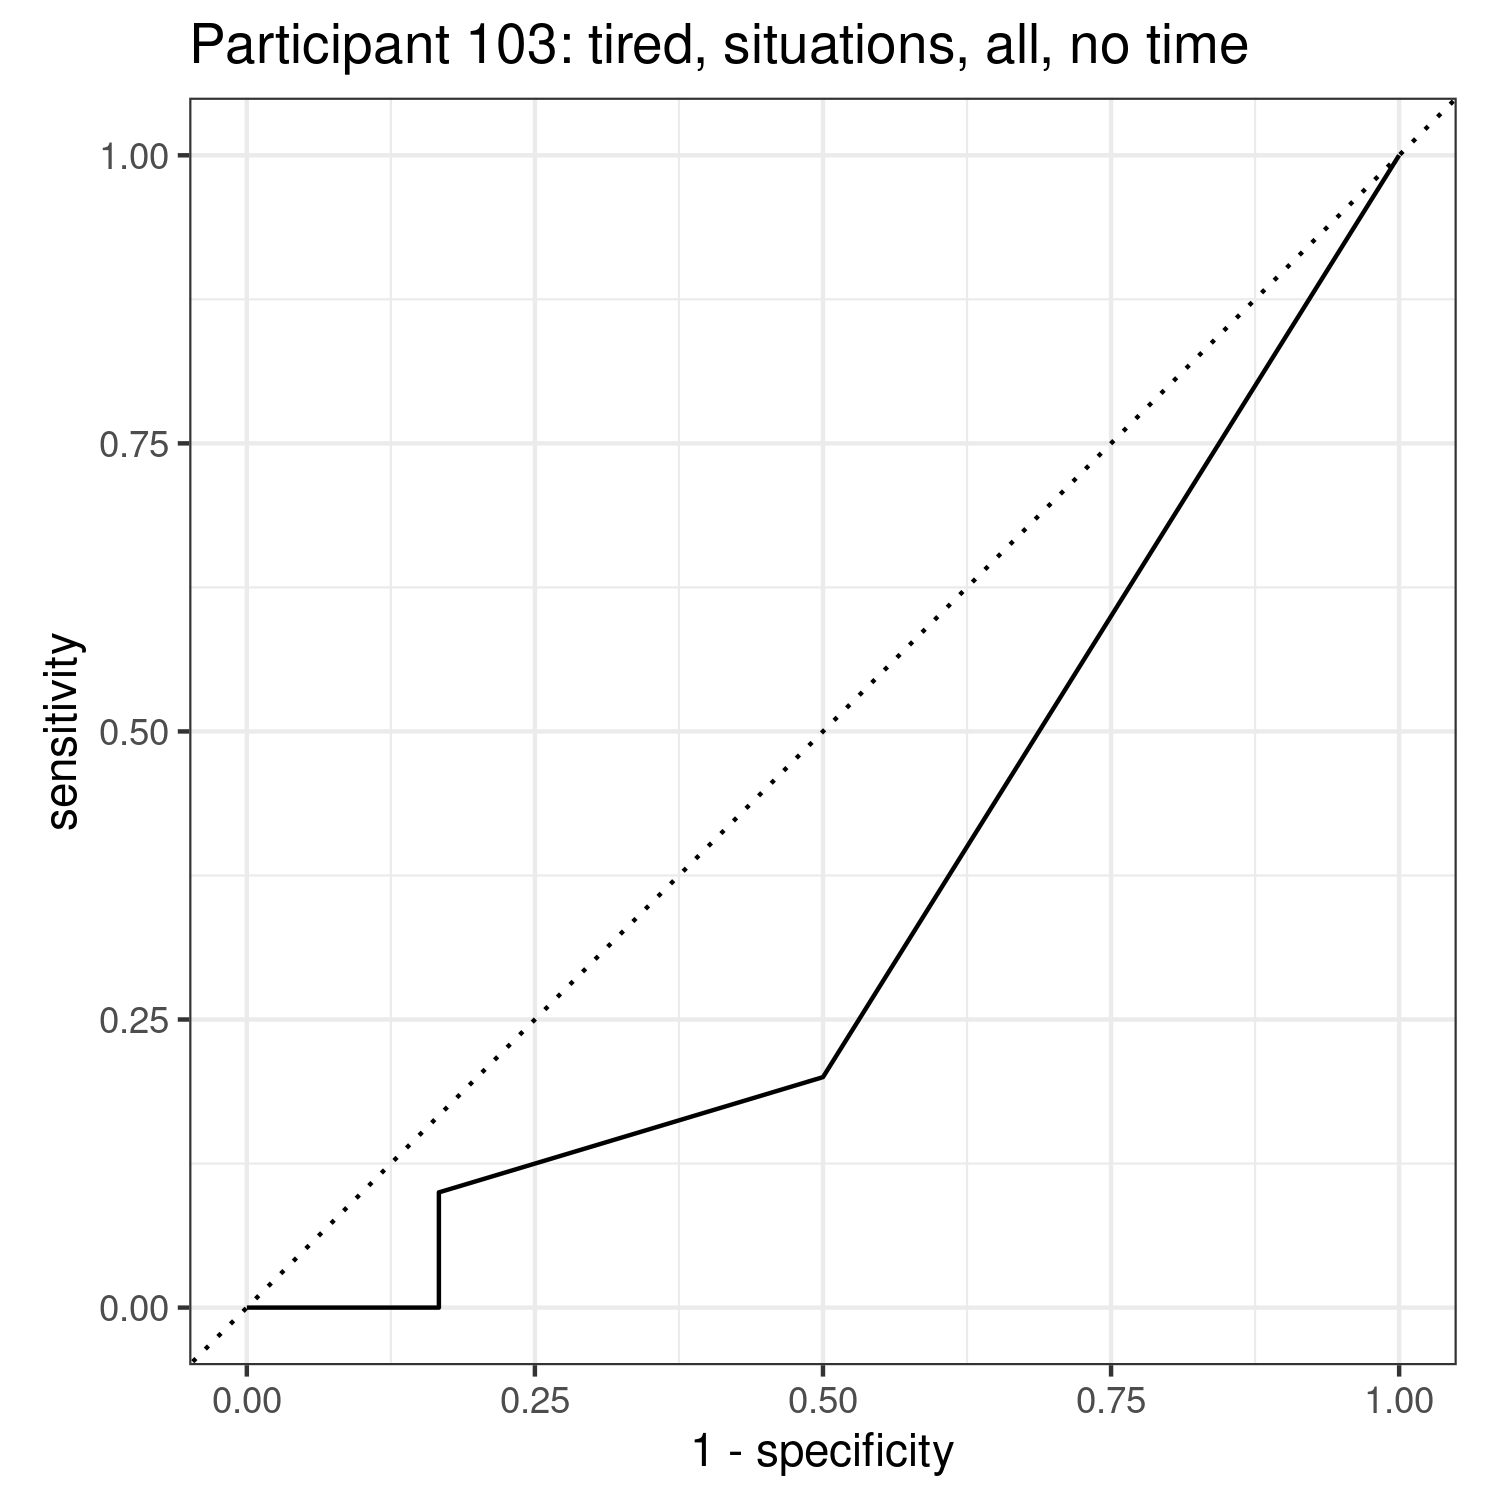 Participant 103: tired, situations, all, no time
1.00
0.75
0.50
0.25
0.00
sensitivity
0.00 0.25 0.50 0.75 1.00
1 - specificity